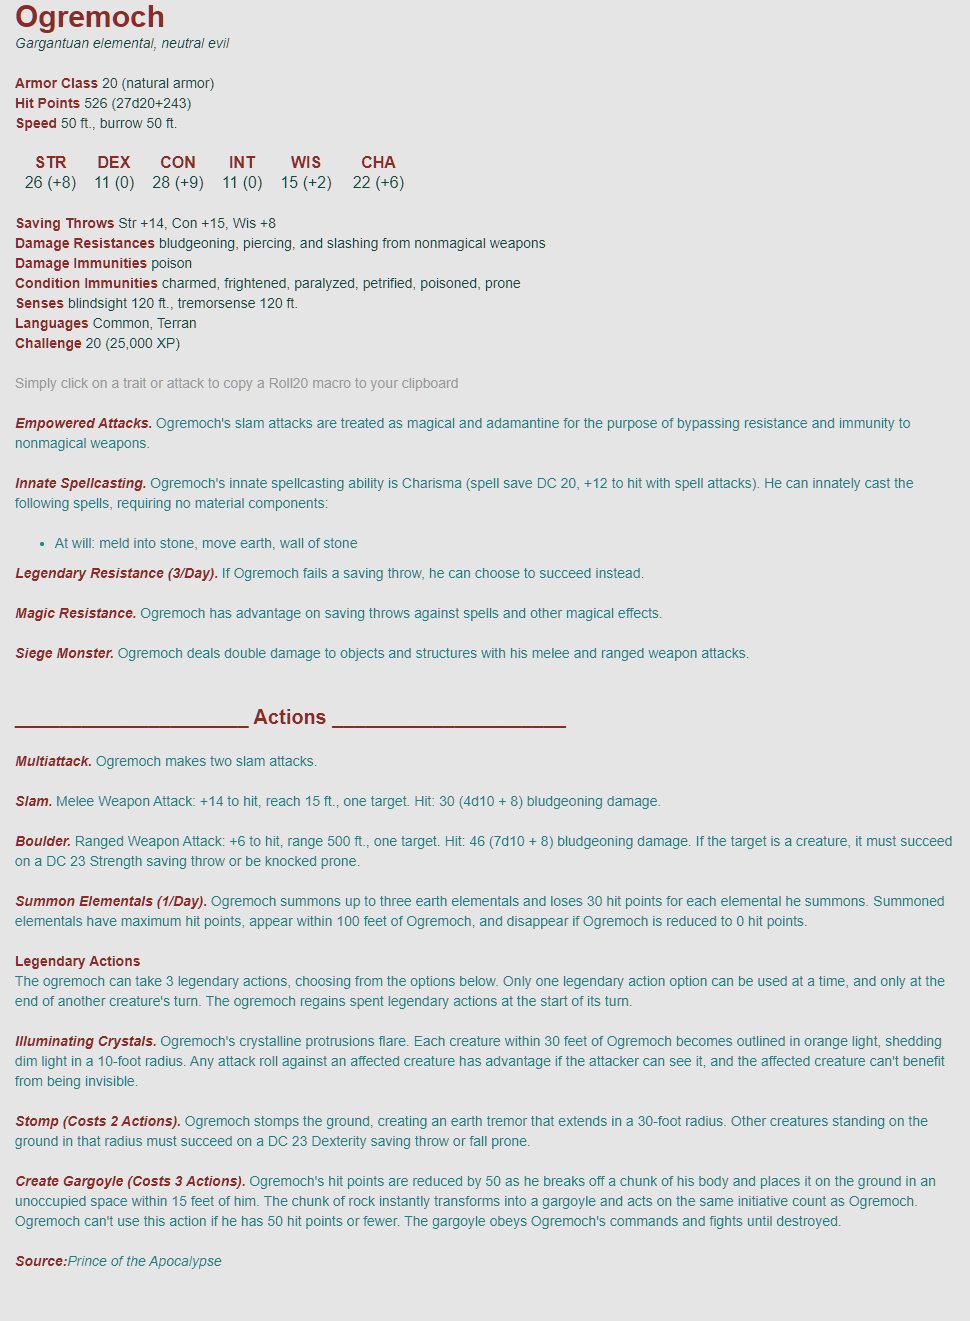 Ogremoch
Gargantuan elemental, neutral evil
Armor Class 20 (natural armor)
Hit Points 526 (27d20+243)
Speed 50 ft., burrow 50 ft.
STR DEX CON INT WIS CHA
26 (+8) 11 (0) 28 (+9) 11 (0) 15 (+2) 22 (+6)
Saving Throws Str +14, Con +15, Wis +8
Damage Resistances bludgeoning, piercing, and slashing from nonmagical weapons
Damage Immunities poison
Condition Immunities charmed, frightened, paralyzed, petrified, poisoned, prone
Senses blindsight 120 ft., tremorsense 120 ft.
Languages Common, Terran
Challenge 20 (25,000 XP)
Simply click on a trait or attack to copy a Roll20 macro to your clipboard
Empowered Attacks. Ogremoch's slam attacks are treated as magical and adamantine for the purpose of bypassing resistance and immunity to
nonmagical weapons.
Innate Spellcasting. Ogremoch's innate spellcasting ability is Charisma (spell save DC 20, +12 to hit with spell attacks). He can innately cast the
following spells, requiring no material components:
• At will: meld into stone, move earth, wall of stone
Legendary Resistance (3/Day). If Ogremoch fails a saving throw, he can choose to succeed instead.
Magic Resistance. Ogremoch has advantage on saving throws against spells and other magical effects.
Siege Monster. Ogremoch deals double damage to objects and structures with his melee and ranged weapon attacks.
_____________________ Actions _____________________
Multiattack. Ogremoch makes two slam attacks.
Slam. Melee Weapon Attack: +14 to hit, reach 15 ft., one target. Hit: 30 (4d10 + 8) bludgeoning damage.
Boulder. Ranged Weapon Attack: +6 to hit, range 500 ft., one target. Hit: 46 (7d10 + 8) bludgeoning damage. If the target is a creature, it must succeed
on a DC 23 Strength saving throw or be knocked prone.
Summon Elementals (1/Day). Ogremoch summons up to three earth elementals and loses 30 hit points for each elemental he summons. Summoned
elementals have maximum hit points, appear within 100 feet of Ogremoch, and disappear if Ogremoch is reduced to 0 hit points.
Legendary Actions
The ogremoch can take 3 legendary actions, choosing from the options below. Only one legendary action option can be used at a time, and only at the
end of another creature's turn. The ogremoch regains spent legendary actions at the start of its turn.
Illuminating Crystals. Ogremoch's crystalline protrusions flare. Each creature within 30 feet of Ogremoch becomes outlined in orange light, shedding
dim light in a 10-foot radius. Any attack roll against an affected creature has advantage if the attacker can see it, and the affected creature can't benefit
from being invisible.
Stomp (Costs 2 Actions). Ogremoch stomps the ground, creating an earth tremor that extends in a 30-foot radius. Other creatures standing on the
ground in that radius must succeed on a DC 23 Dexterity saving throw or fall prone.
Create Gargoyle (Costs 3 Actions). Ogremoch's hit points are reduced by 50 as he breaks off a chunk of his body and places it on the ground in an
unoccupied space within 15 feet of him. The chunk of rock instantly transforms into a gargoyle and acts on the same initiative count as Ogremoch.
Ogremoch can't use this action if he has 50 hit points or fewer. The gargoyle obeys Ogremoch's commands and fights until destroyed.
Source:Prince of the Apocalypse